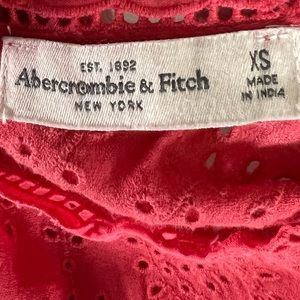 EST. 1892
Abercrombie & Fitch
NEW YORK
XS
MADE
IN INDIA